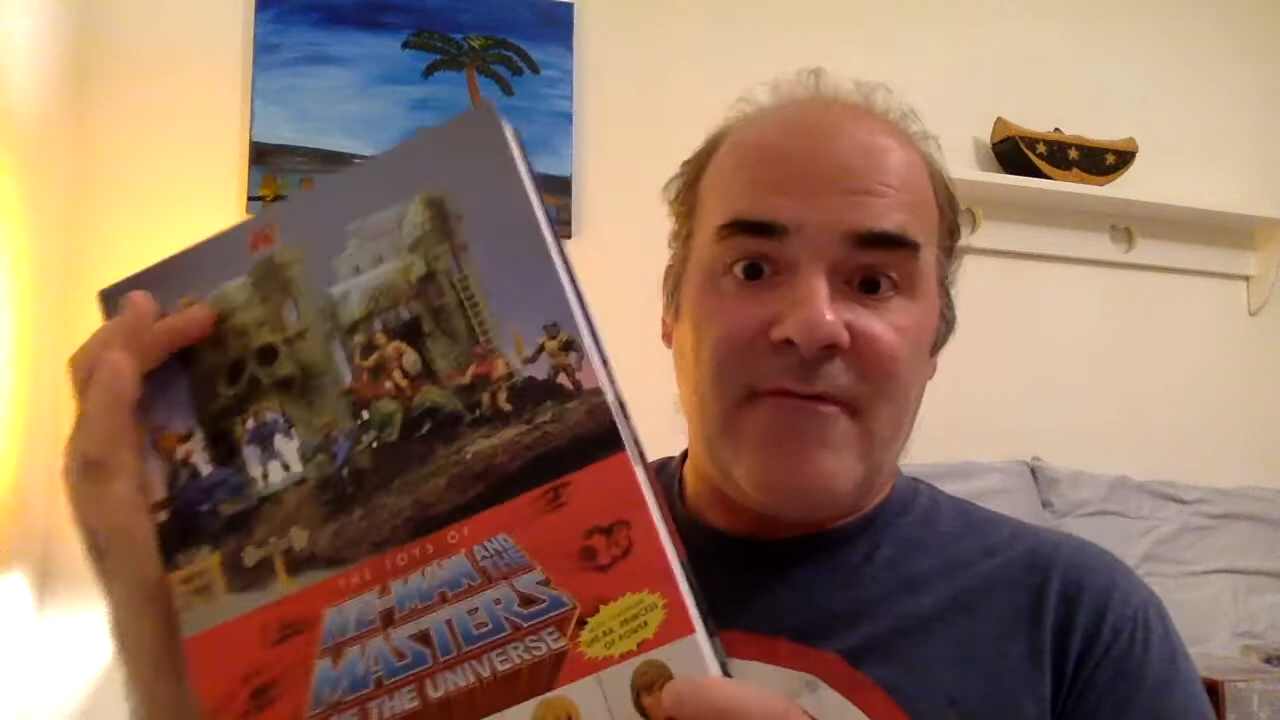 THE TOYS OF
HE-MAN AND THE
MASTERS
OF THE UNIVERSE
SHE-RA, PRINCESS
OF POWER